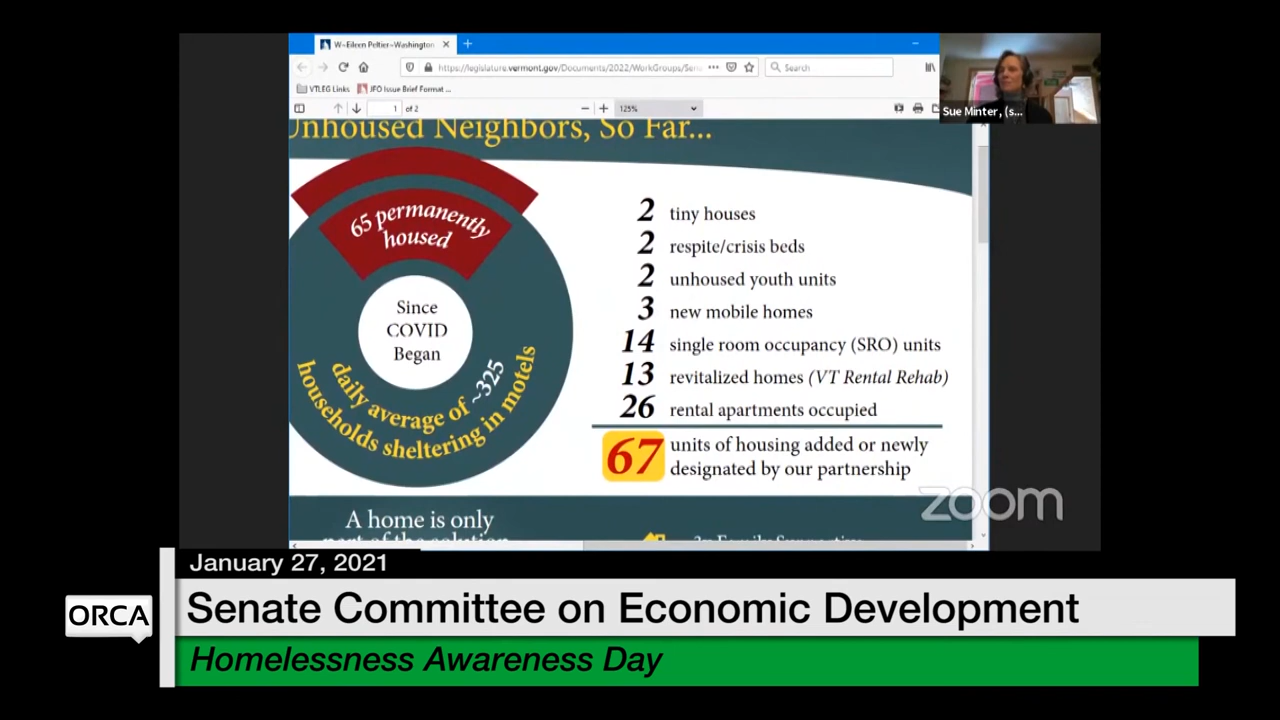 W~Eileen Peltier~Washington
https://legislature.vermont.gov/Documents/2022/WorkGroups/Sen
Search
VTLEG Links
JFO Issue Brief Format ...
1 of 2
125%
Sue Minter, (s...
Unhoused Neighbors, So Far...
65 permanently
housed
Since
COVID
Began
daily average of ~325
households sheltering in motels
2 tiny houses
2 respite/crisis beds
2 unhoused youth units
3 new mobile homes
14 single room occupancy (SRO) units
13 revitalized homes (VT Rental Rehab)
26 rental apartments occupied
67 units of housing added or newly
designated by our partnership
A home is only
part of the solution
zoom
January 27, 2021
ORCA
Senate Committee on Economic Development
Homelessness Awareness Day